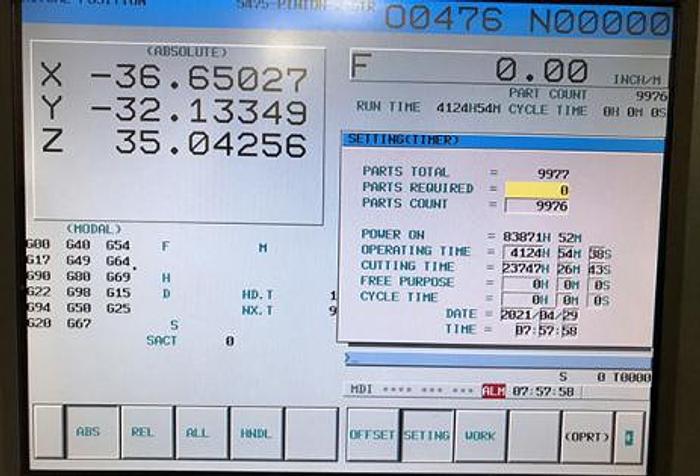 POSITION O0476 N00000
(ABSOLUTE)
X -36.65027
Y -32.13349
Z 35.04256
F 0.00 INCH/M
PART COUNT 9976
RUN TIME 4124H54M CYCLE TIME 0H 0M 0S
SETTING(TIMER)
PARTS TOTAL = 9977
PARTS REQUIRED = 0
PARTS COUNT = 9976
POWER ON = 83871H 52M
OPERATING TIME = 4124H 54M 38S
CUTTING TIME = 23747H 26M 43S
FREE PURPOSE = 0H 0M 0S
CYCLE TIME = 0H 0M 0S
DATE = 2021/04/29
TIME = 07:57:58
(MODAL)
G00 G40 G54 F M
G17 G49 G64
G90 G80 G69 H
G22 G98 G15 D HD.T 1
G94 G50 G25 NX.T 9
G20 G67 S
SACT 0
>_
S 0 T0000
MDI **** *** *** ALM 07:57:58
ABS REL ALL HNDL OFFSET SETING WORK (OPRT)